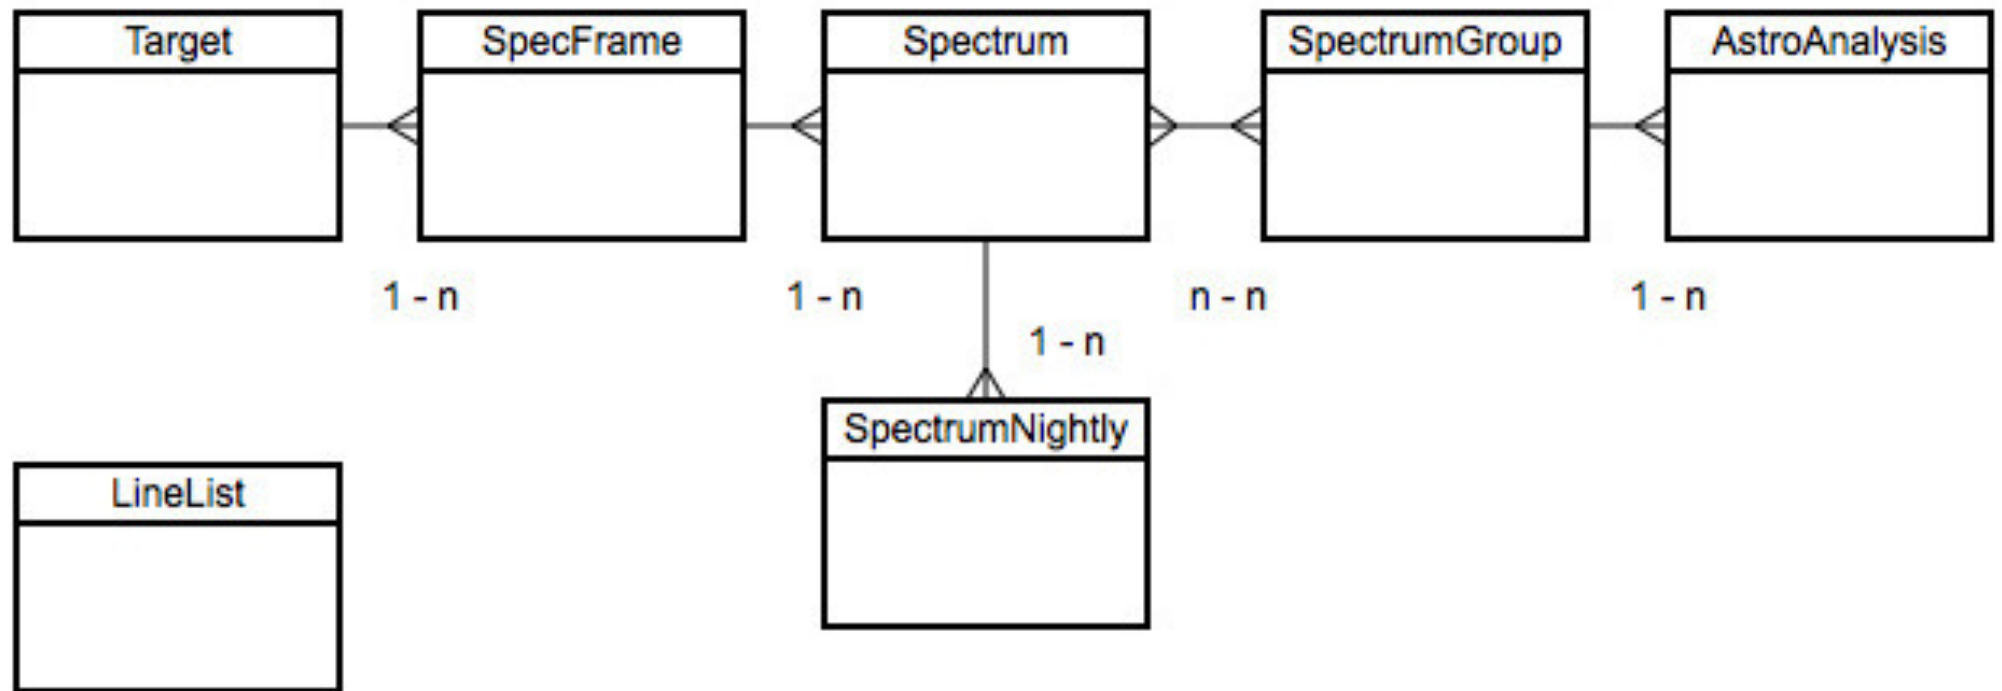 Target
SpecFrame
Spectrum
SpectrumGroup
AstroAnalysis
1 - n
1 - n
n - n
1 - n
1 - n
SpectrumNightly
LineList